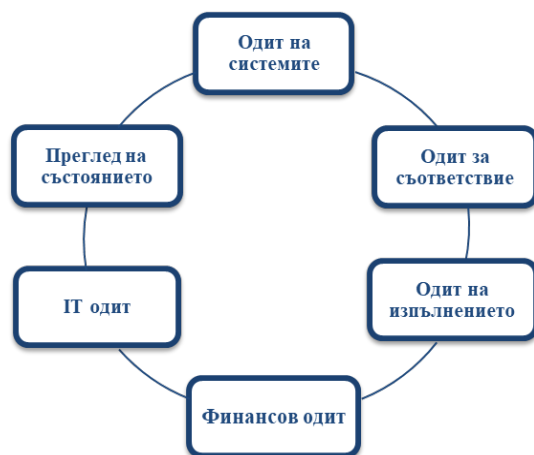 Одит на
системите
Одит за
съответствие
Одит на
изпълнението
Финансов одит
IT одит
Преглед на
състоянието